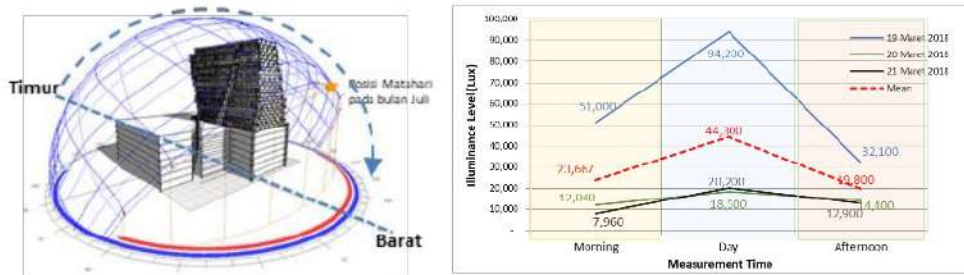 Timur
Posisi Matahari
pada bulan Juli
Barat
Illuminance Level(Lux)
100,000
90,000
80,000
70,000
60,000
50,000
40,000
30,000
20,000
10,000
-
51,000
94,200
32,100
23,667
44,300
19,800
12,040
18,500
14,400
7,960
20,200
12,900
19 Maret 2018
20 Maret 2018
21 Maret 2018
Mean
Morning
Day
Afternoon
Measurement Time